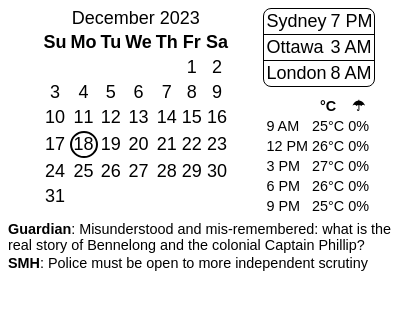 December 2023
Su Mo Tu We Th Fr Sa
1 2
3 4 5 6 7 8 9
10 11 12 13 14 15 16
17 18 19 20 21 22 23
24 25 26 27 28 29 30
31
Sydney 7 PM
Ottawa 3 AM
London 8 AM
°C ☂
9 AM 25°C 0%
12 PM 26°C 0%
3 PM 27°C 0%
6 PM 26°C 0%
9 PM 25°C 0%
Guardian: Misunderstood and mis-remembered: what is the
real story of Bennelong and the colonial Captain Phillip?
SMH: Police must be open to more independent scrutiny